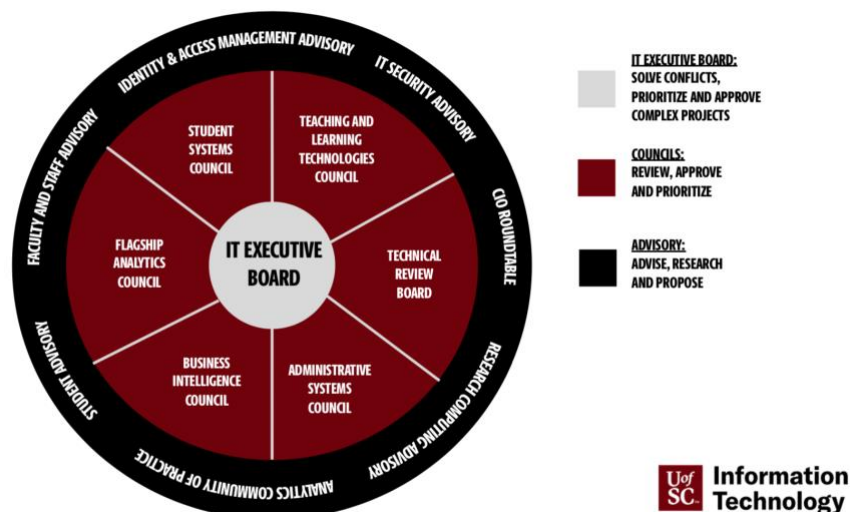 IDENTITY & ACCESS MANAGEMENT ADVISORY
IT SECURITY ADVISORY
CIO ROUNDTABLE
RESEARCH COMPUTING ADVISORY
ANALYTICS COMMUNITY OF PRACTICE
STUDENT ADVISORY
FACULTY AND STAFF ADVISORY
STUDENT
SYSTEMS
COUNCIL
TEACHING AND
LEARNING
TECHNOLOGIES
COUNCIL
TECHNICAL
REVIEW
BOARD
ADMINISTRATIVE
SYSTEMS
COUNCIL
BUSINESS
INTELLIGENCE
COUNCIL
FLAGSHIP
ANALYTICS
COUNCIL
IT EXECUTIVE
BOARD
IT EXECUTIVE BOARD:
SOLVE CONFLICTS,
PRIORITIZE AND APPROVE
COMPLEX PROJECTS
COUNCILS:
REVIEW, APPROVE
AND PRIORITIZE
ADVISORY:
ADVISE, RESEARCH
AND PROPOSE
UofSC
Information
Technology